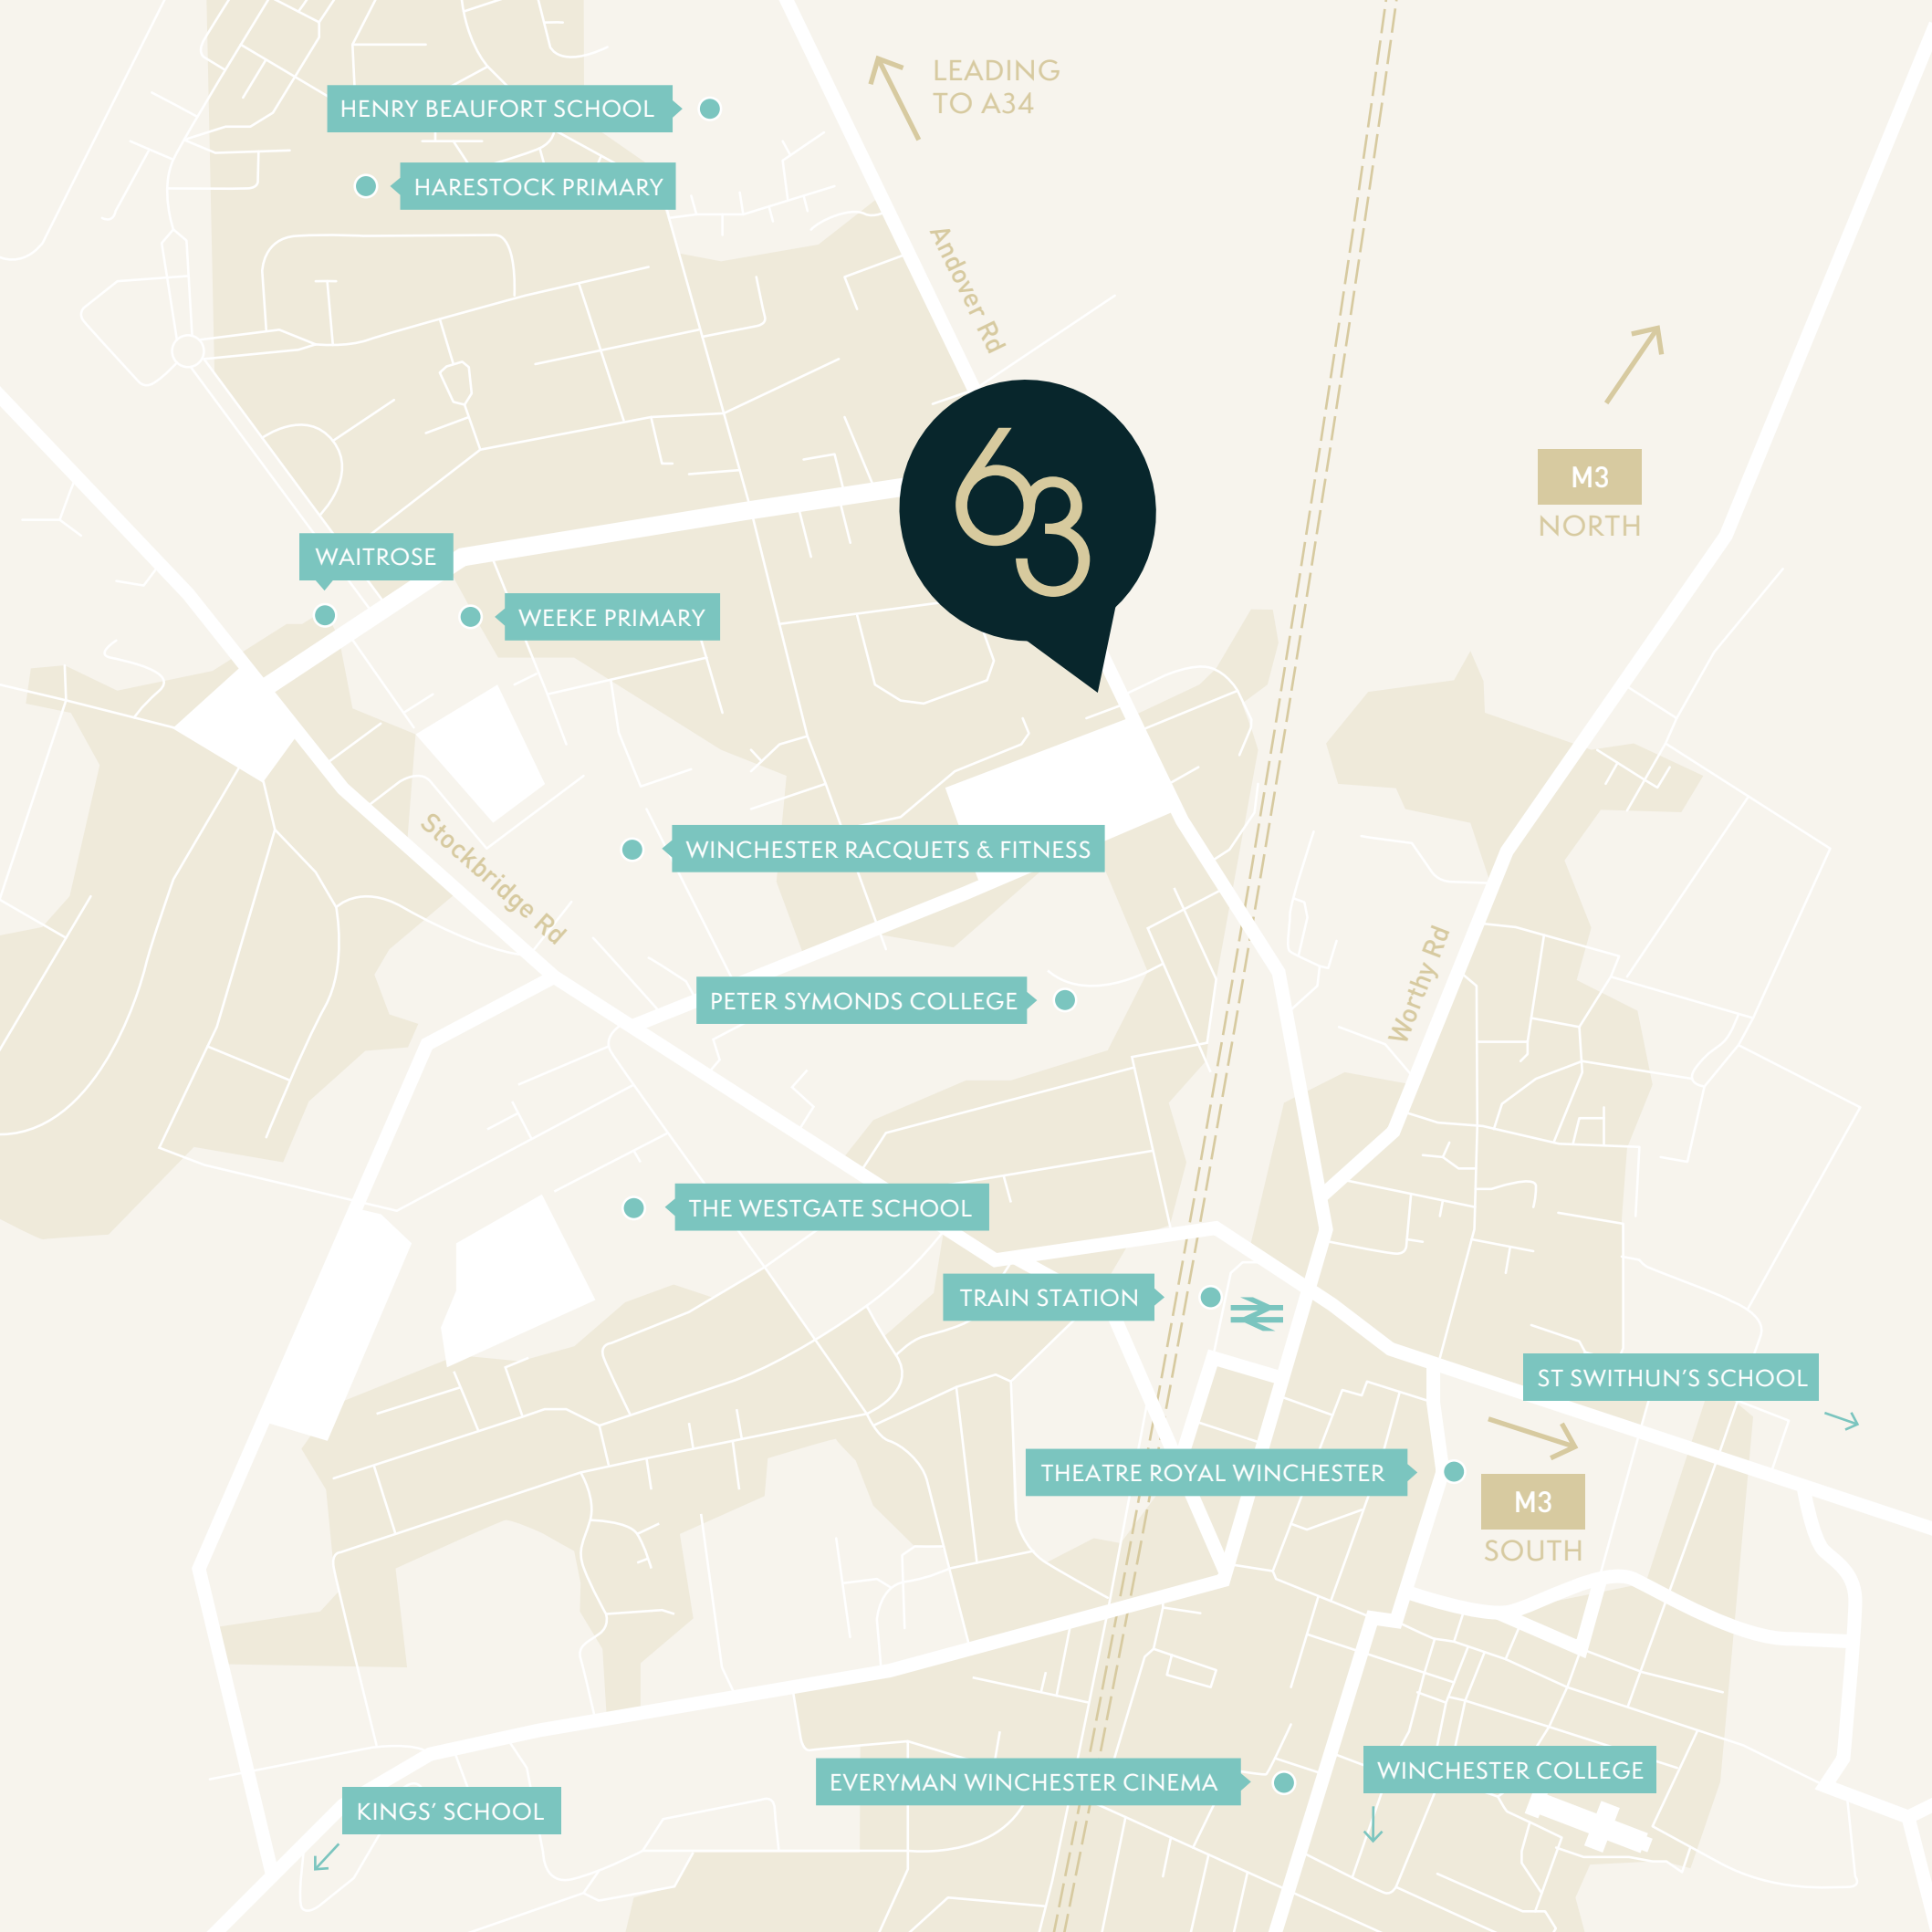 LEADING
TO A34
HENRY BEAUFORT SCHOOL
HARESTOCK PRIMARY
Andover Rd
63
M3
NORTH
WAITROSE
WEEKE PRIMARY
Stockbridge Rd
WINCHESTER RACQUETS & FITNESS
Worthy Rd
PETER SYMONDS COLLEGE
THE WESTGATE SCHOOL
TRAIN STATION
ST SWITHUN'S SCHOOL
THEATRE ROYAL WINCHESTER
M3
SOUTH
WINCHESTER COLLEGE
EVERYMAN WINCHESTER CINEMA
KINGS' SCHOOL